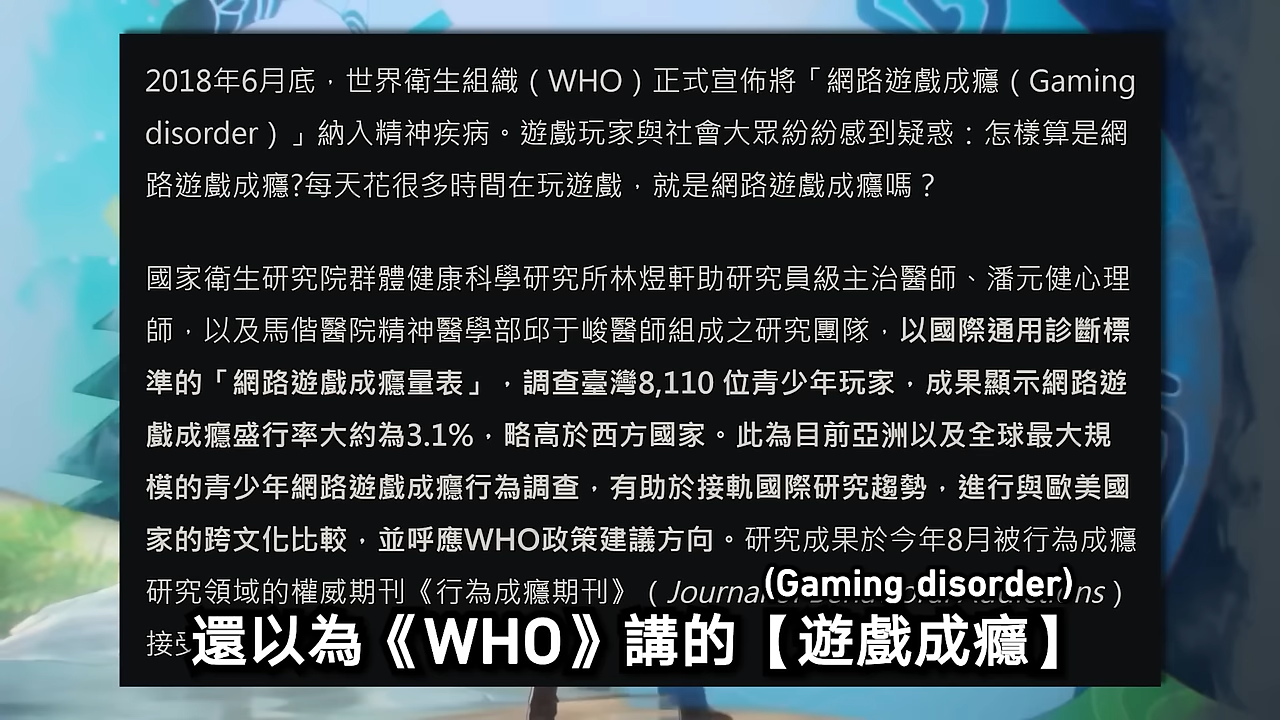 2018年6月底，世界衛生組織（WHO）正式宣佈將「網路遊戲成癮（Gaming
disorder）」納入精神疾病。遊戲玩家與社會大眾紛紛感到疑惑：怎樣算是網
路遊戲成癮?每天花很多時間在玩遊戲，就是網路遊戲成癮嗎？
國家衛生研究院群體健康科學研究所林煜軒助研究員級主治醫師、潘元健心理
師，以及馬偕醫院精神醫學部邱于峻醫師組成之研究團隊，以國際通用診斷標
準的「網路遊戲成癮量表」，調查臺灣8,110 位青少年玩家，成果顯示網路遊
戲成癮盛行率大約為3.1%，略高於西方國家。此為目前亞洲以及全球最大規
模的青少年網路遊戲成癮行為調查，有助於接軌國際研究趨勢，進行與歐美國
家的跨文化比較，並呼應WHO政策建議方向。研究成果於今年8月被行為成癮
研究領域的權威期刊《行為成癮期刊》（Journal
接受
(Gaming disorder)
還以為《WHO》講的【遊戲成癮】